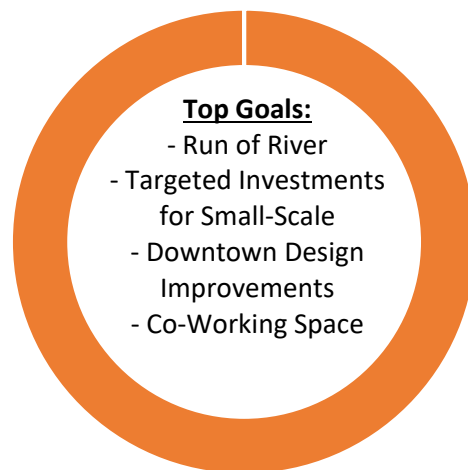 Top Goals:
- Run of River
- Targeted Investments
for Small-Scale
- Downtown Design
Improvements
- Co-Working Space